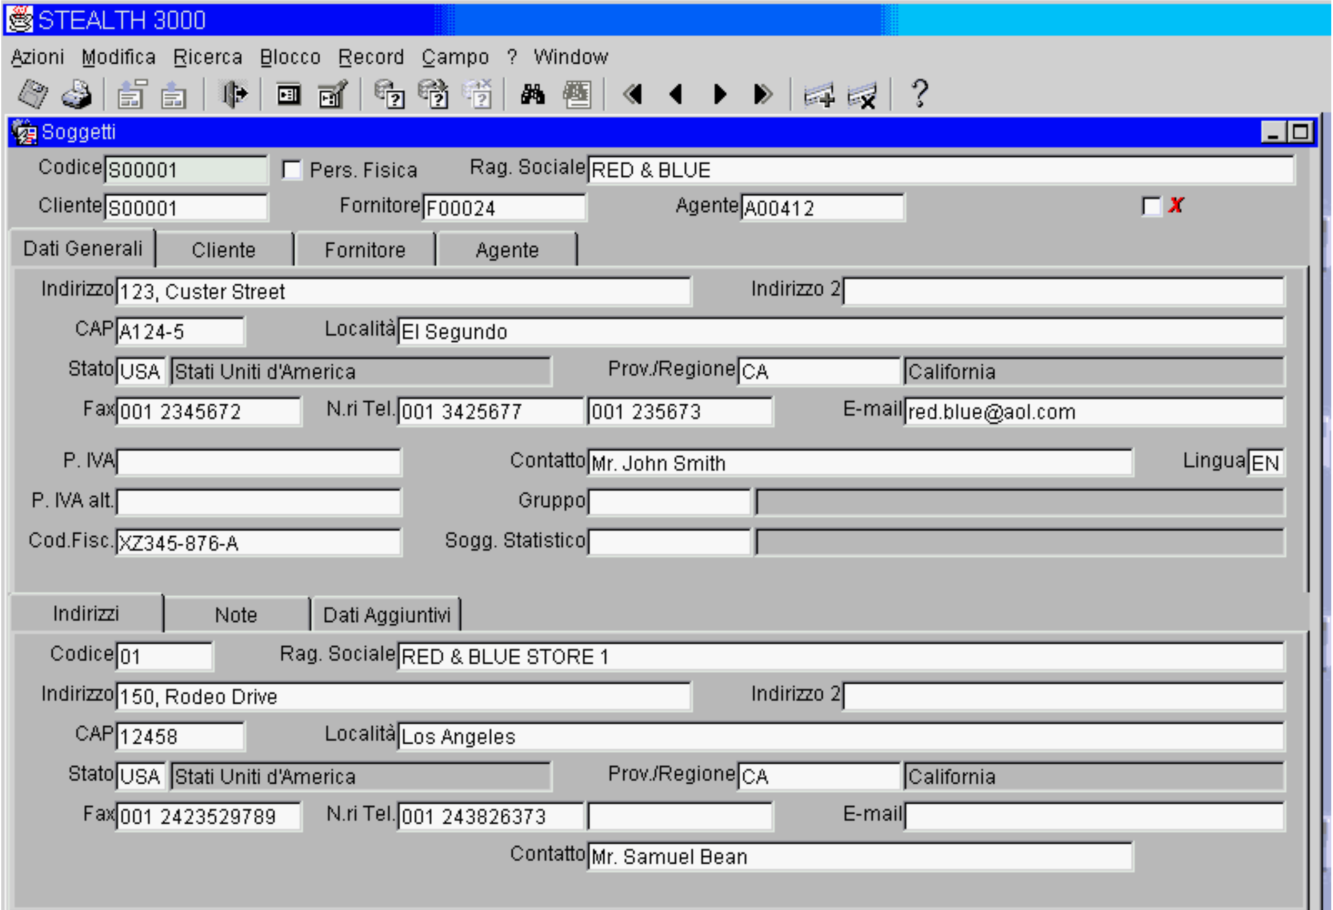 STEALTH 3000
Azioni Modifica Ricerca Blocco Record Campo ? Window
Soggetti
Codice S00001 Pers. Fisica Rag. Sociale RED & BLUE
Cliente S00001 Fornitore F00024 Agente A00412 X
Dati Generali Cliente Fornitore Agente
Indirizzo 123, Custer Street Indirizzo 2
CAP A124-5 Località El Segundo
Stato USA Stati Uniti d'America Prov./Regione CA California
Fax 001 2345672 N.ri Tel. 001 3425677 001 235673 E-mail red.blue@aol.com
P. IVA Contatto Mr. John Smith Lingua EN
P. IVA alt. Gruppo
Cod.Fisc. XZ345-876-A Sogg. Statistico
Indirizzi Note Dati Aggiuntivi
Codice 01 Rag. Sociale RED & BLUE STORE 1
Indirizzo 150, Rodeo Drive Indirizzo 2
CAP 12458 Località Los Angeles
Stato USA Stati Uniti d'America Prov./Regione CA California
Fax 001 2423529789 N.ri Tel. 001 243826373 E-mail
Contatto Mr. Samuel Bean